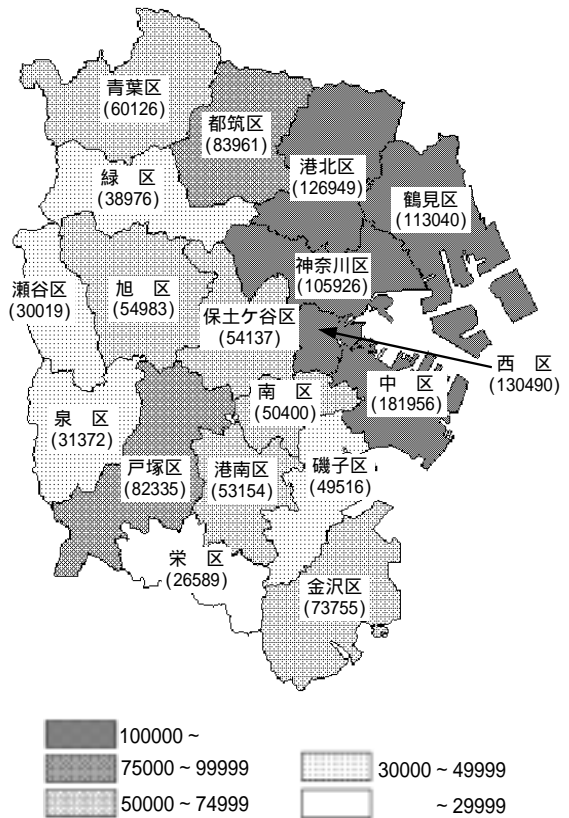 青葉区
(60126)
都筑区
(83961)
港北区
(126949)
鶴見区
(113040)
緑　区
(38976)
神奈川区
(105926)
瀬谷区
(30019)
旭　区
(54983)
保土ケ谷区
(54137)
西　区
(130490)
中　区
(181956)
南　区
(50400)
泉　区
(31372)
戸塚区
(82335)
港南区
(53154)
磯子区
(49516)
栄　区
(26589)
金沢区
(73755)
100000 ~
75000 ~ 99999
50000 ~ 74999
30000 ~ 49999
~ 29999